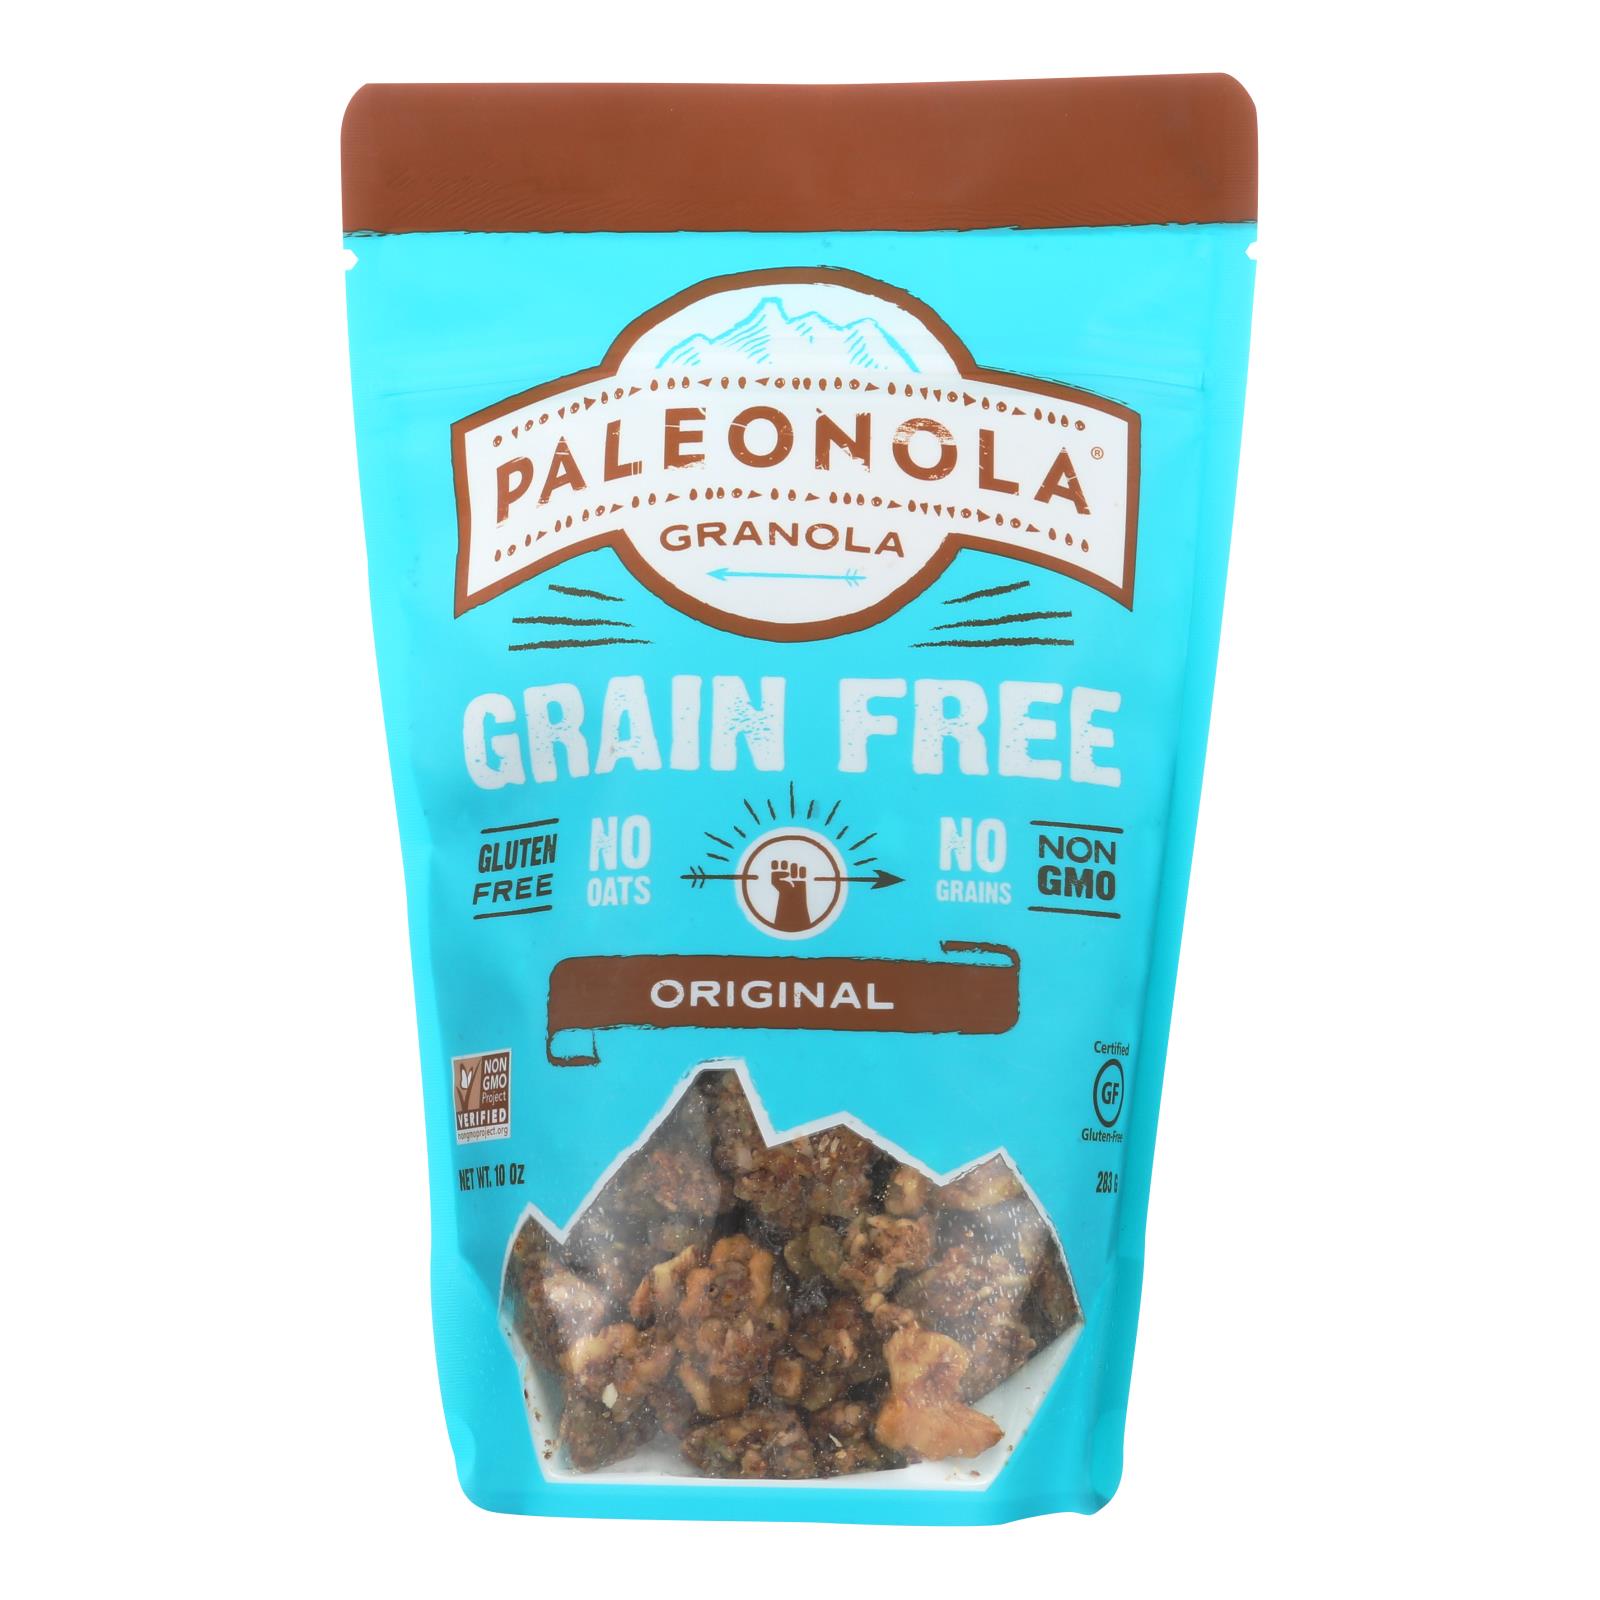 PALEONOLA®
GRANOLA
GRAIN FREE
GLUTEN
FREE
NO
OATS
NO
GRAINS
NON
GMO
ORIGINAL
NON
GMO
Project
VERIFIED
nongmoproject.org
NET WT. 10 OZ
Certified
GF
Gluten-Free
283 G